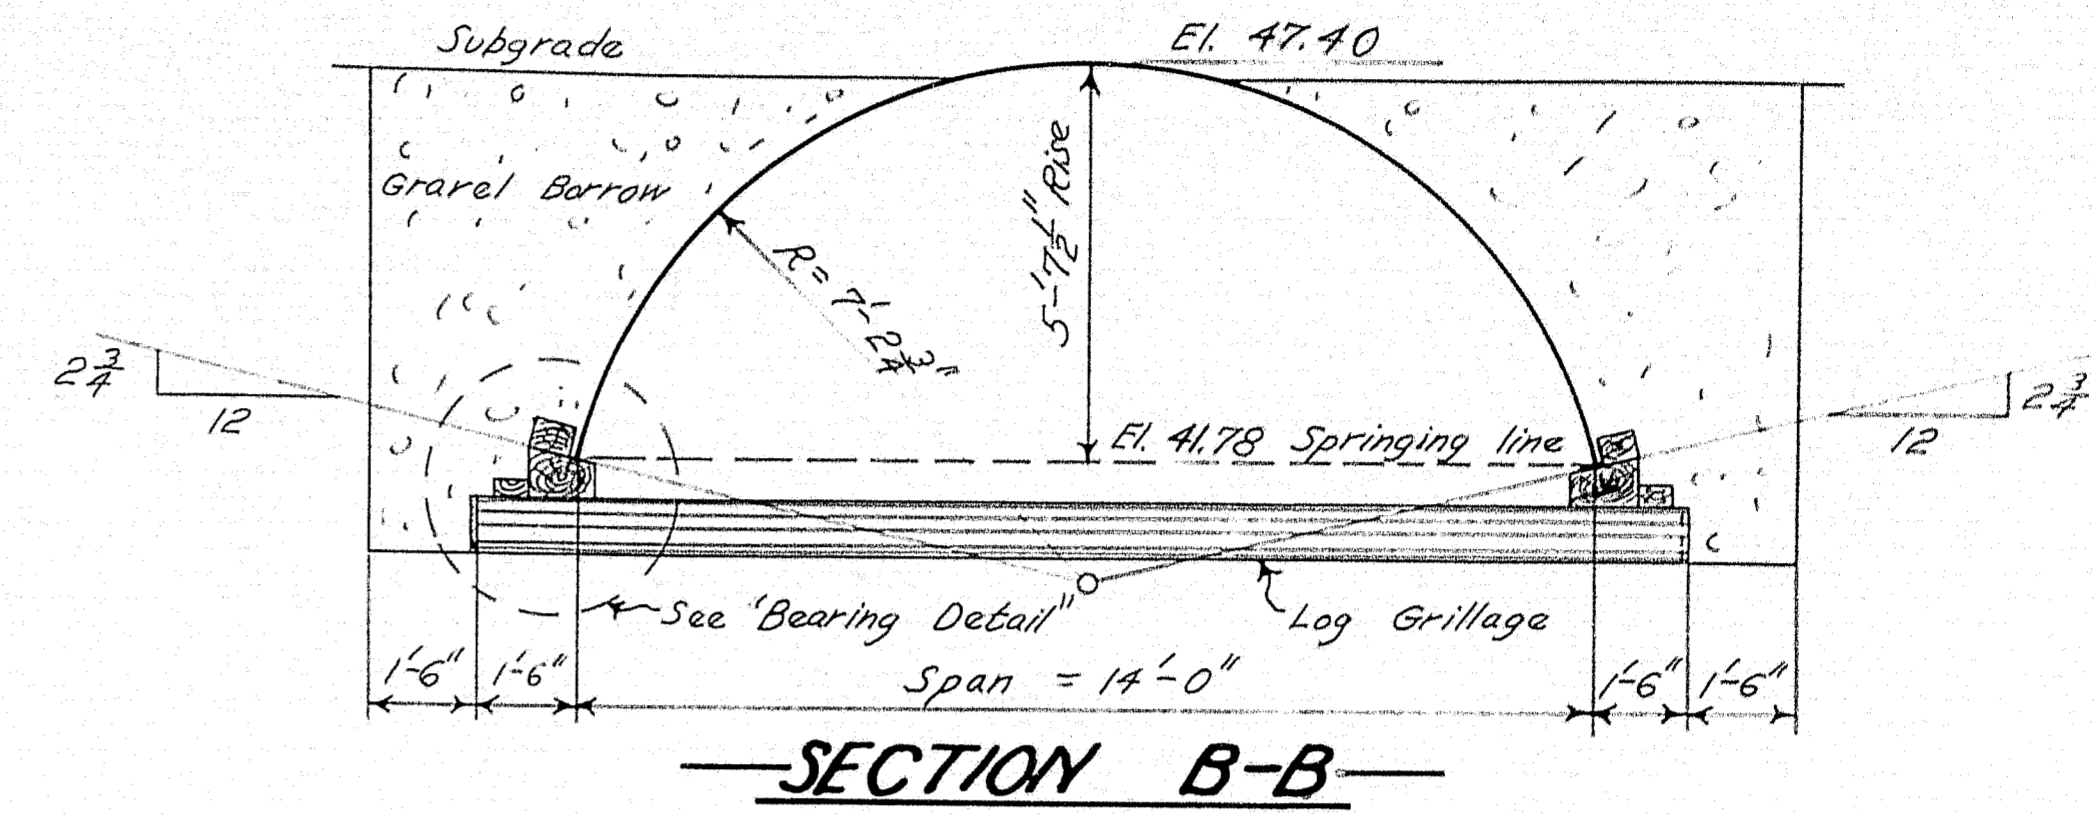 Subgrade
El. 47.40
Gravel Borrow
5'-7 1/2" Rise
R = 7'-2 3/4"
2 3/4
12
2 3/4
12
El. 41.78 Springing line
See "Bearing Detail"
Log Grillage
1'-6"
1'-6"
Span = 14'-0"
1'-6"
1'-6"
SECTION B-B